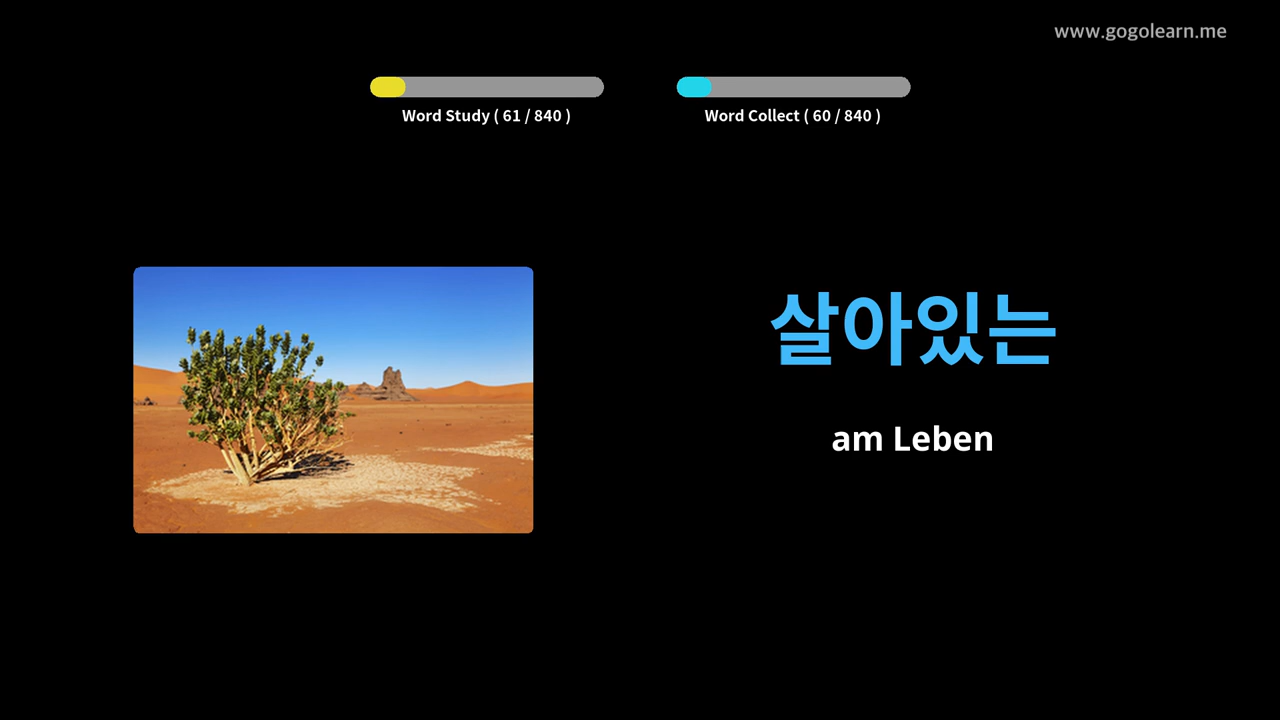 www.gogolearn.me
Word Study ( 61 / 840 )
Word Collect ( 60 / 840 )
살아있는
am Leben